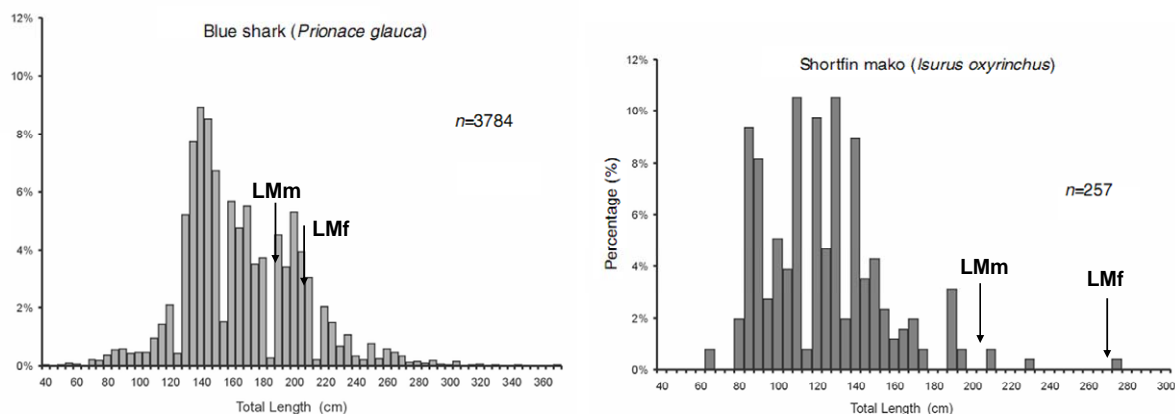 Blue shark (Prionace glauca)
n=3784
12%
10%
8%
6%
4%
2%
0%
LMm
LMf
40 60 80 100 120 140 160 180 200 220 240 260 280 300 320 340 360
Total Length (cm)
Shortfin mako (Isurus oxyrinchus)
n=257
Percentage (%)
12%
10%
8%
6%
4%
2%
0%
LMm
LMf
40 60 80 100 120 140 160 180 200 220 240 260 280 300
Total Length (cm)